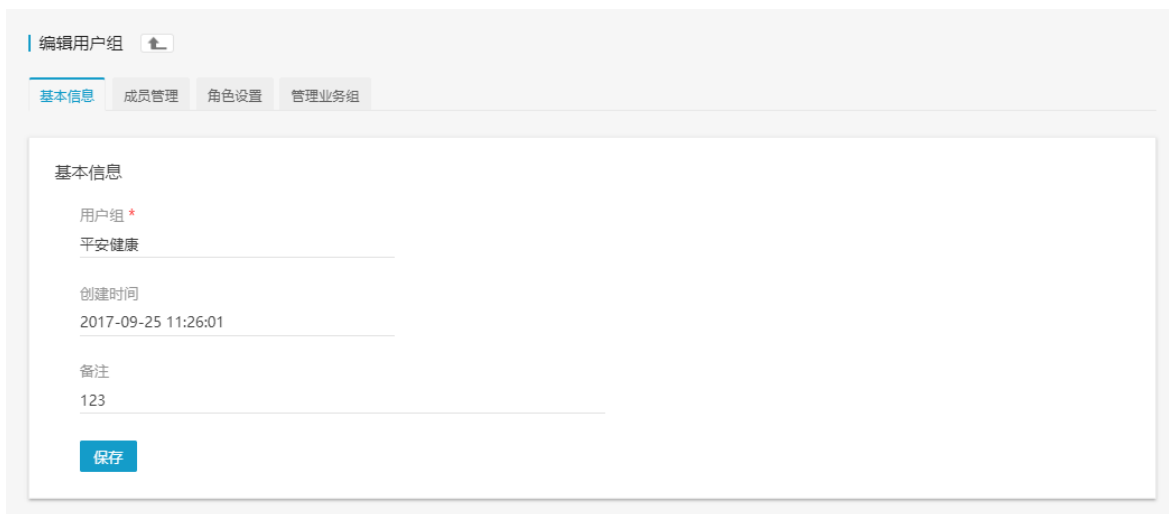 编辑用户组
基本信息 成员管理 角色设置 管理业务组
基本信息
用户组 *
平安健康
创建时间
2017-09-25 11:26:01
备注
123
保存